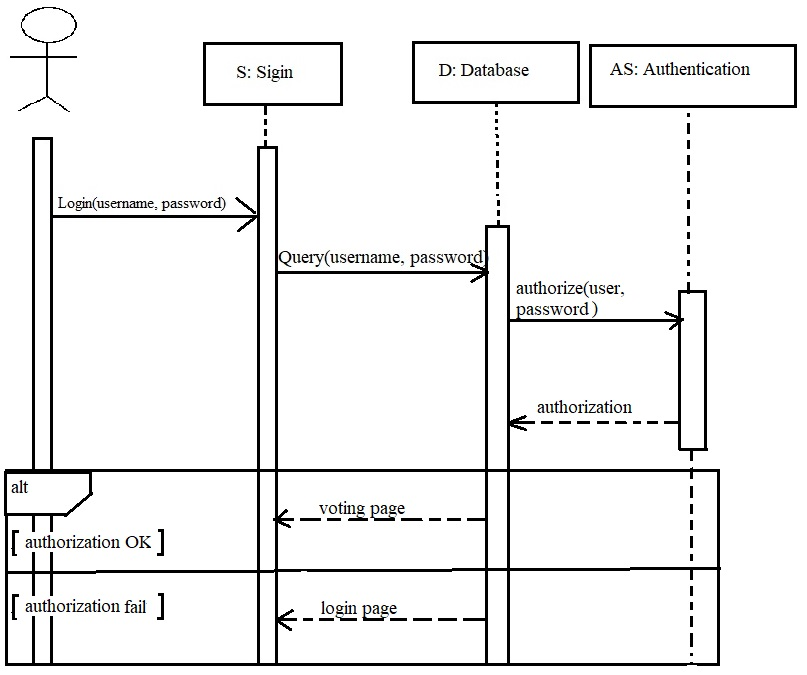 S: Sigin
D: Database
AS: Authentication
Login(username, password)
Query(username, password)
authorize(user,
password )
authorization
alt
voting page
[ authorization OK ]
[ authorization fail ]
login page